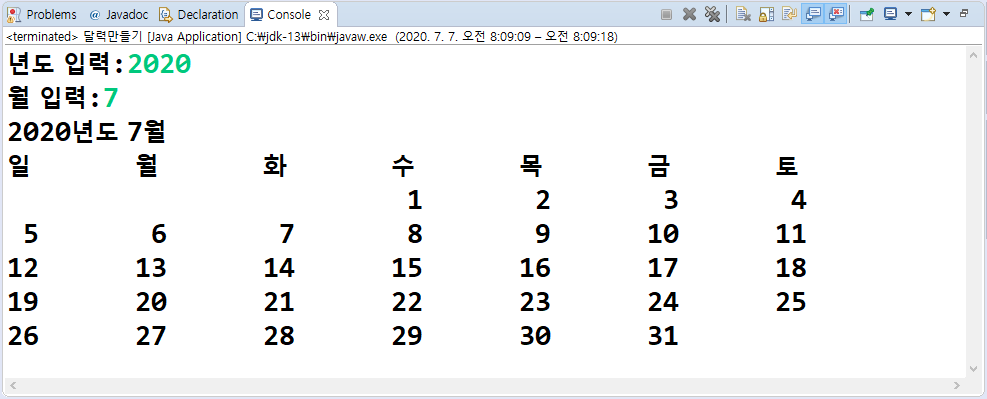 Problems @ Javadoc Declaration Console
<terminated> 달력만들기 [Java Application] C:₩jdk-13₩bin₩javaw.exe (2020. 7. 7. 오전 8:09:09 – 오전 8:09:18)
년도 입력:2020
월 입력:7
2020년도 7월
일 월 화 수 목 금 토
1 2 3 4
5 6 7 8 9 10 11
12 13 14 15 16 17 18
19 20 21 22 23 24 25
26 27 28 29 30 31